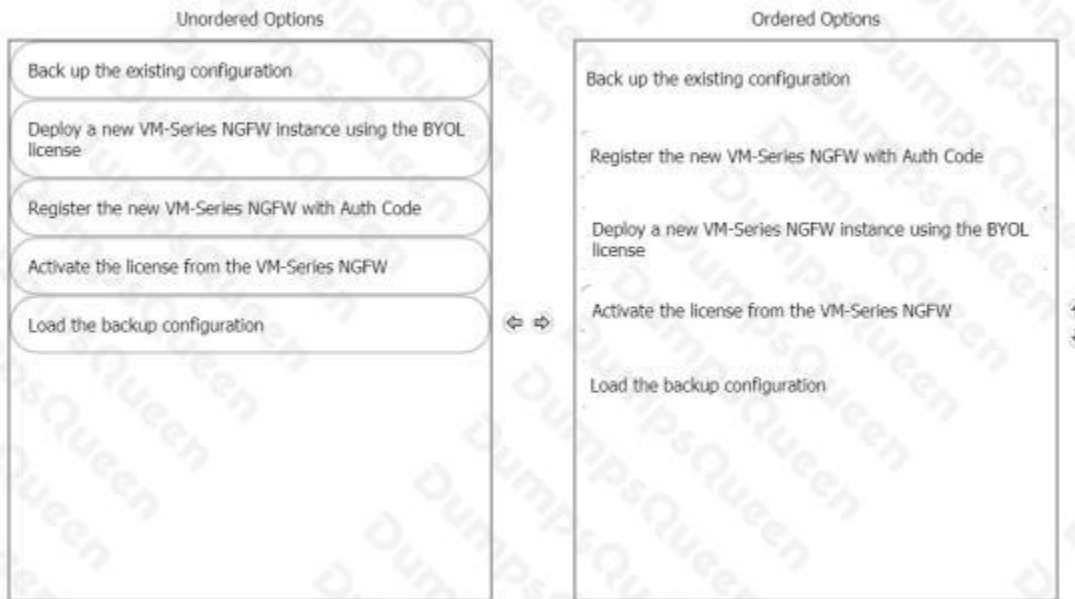 Unordered Options
Back up the existing configuration
Deploy a new VM-Series NGFW instance using the BYOL
license
Register the new VM-Series NGFW with Auth Code
Activate the license from the VM-Series NGFW
Load the backup configuration
Ordered Options
Back up the existing configuration
Register the new VM-Series NGFW with Auth Code
Deploy a new VM-Series NGFW instance using the BYOL
license
Activate the license from the VM-Series NGFW
Load the backup configuration
DumpsQueen